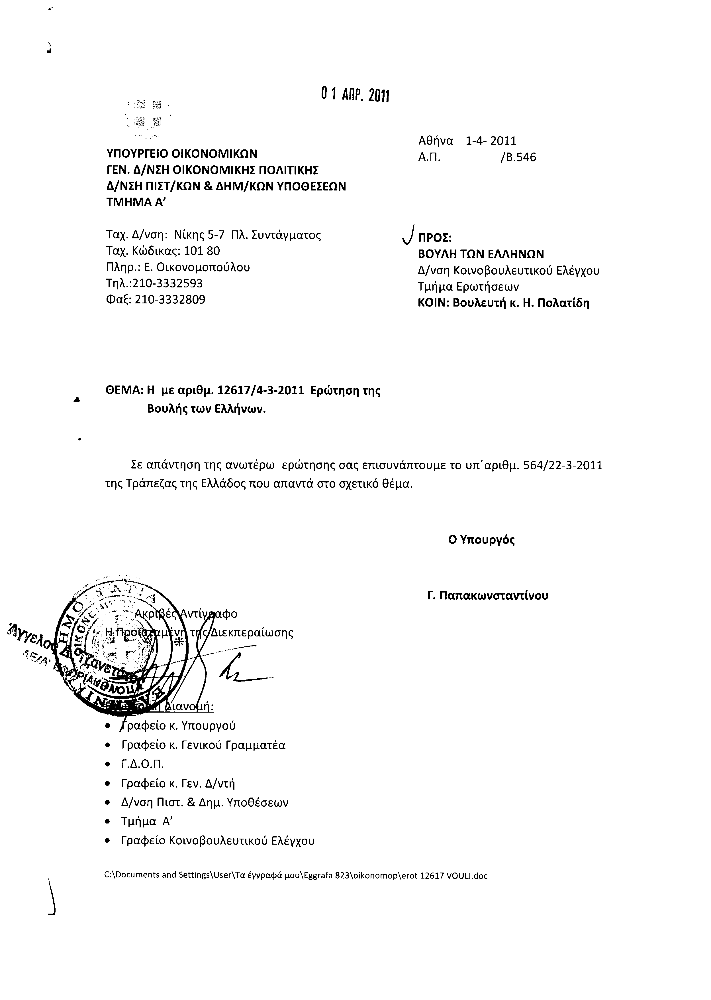 01 ΑΠΡ. 2011
Αθήνα 1-4- 2011
Α.Π. /Β.546
ΥΠΟΥΡΓΕΙΟ ΟΙΚΟΝΟΜΙΚΩΝ
ΓΕΝ. Δ/ΝΣΗ ΟΙΚΟΝΟΜΙΚΗΣ ΠΟΛΙΤΙΚΗΣ
Δ/ΝΣΗ ΠΙΣΤ/ΚΩΝ & ΔΗΜ/ΚΩΝ ΥΠΟΘΕΣΕΩΝ
ΤΜΗΜΑ Α'
Ταχ. Δ/νση: Νίκης 5-7 Πλ. Συντάγματος
Ταχ. Κώδικας: 101 80
Πληρ.: Ε. Οικονομοπούλου
Τηλ.:210-3332593
Φαξ: 210-3332809
ΠΡΟΣ:
ΒΟΥΛΗ ΤΩΝ ΕΛΛΗΝΩΝ
Δ/νση Κοινοβουλευτικού Ελέγχου
Τμήμα Ερωτήσεων
ΚΟΙΝ: Βουλευτή κ. Η. Πολατίδη
ΘΕΜΑ: Η με αριθμ. 12617/4-3-2011 Ερώτηση της
Βουλής των Ελλήνων.
Σε απάντηση της ανωτέρω ερώτησης σας επισυνάπτουμε το υπ'αριθμ. 564/22-3-2011
της Τράπεζας της Ελλάδος που απαντά στο σχετικό θέμα.
Ο Υπουργός
Γ. Παπακωνσταντίνου
Ακριβές Αντίγραφο
Η Προϊσταμένη της Διεκπεραίωσης
Άγγελος Δ. Τζανετάτος
Διανομή:
• Γραφείο κ. Υπουργού
• Γραφείο κ. Γενικού Γραμματέα
• Γ.Δ.Ο.Π.
• Γραφείο κ. Γεν. Δ/ντή
• Δ/νση Πιστ. & Δημ. Υποθέσεων
• Τμήμα Α'
• Γραφείο Κοινοβουλευτικού Ελέγχου
C:\Documents and Settings\User\Τα έγγραφά μου\Eggrafa 823\oikonomop\erot 12617 VOULI.doc